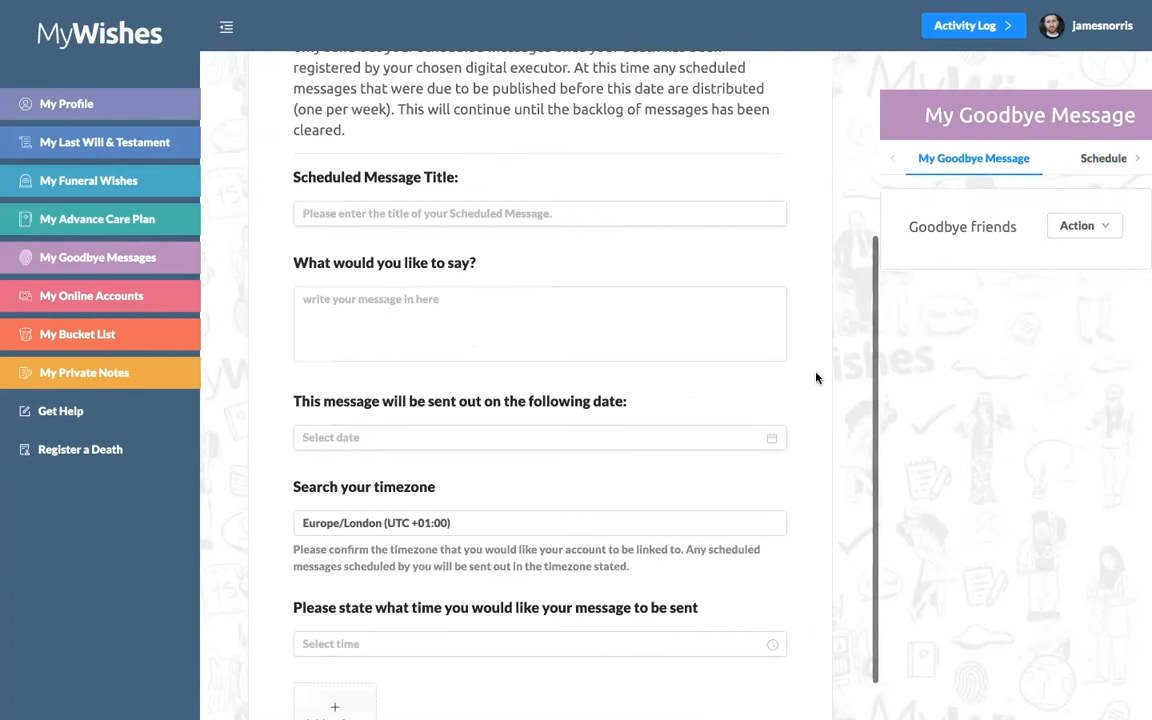 MyWishes
Activity Log
jamesnorris
My Profile
My Last Will & Testament
My Funeral Wishes
My Advance Care Plan
My Goodbye Messages
My Online Accounts
My Bucket List
My Private Notes
Get Help
Register a Death
registered by your chosen digital executor. At this time any scheduled
messages that were due to be published before this date are distributed
(one per week). This will continue until the backlog of messages has been
cleared.
Scheduled Message Title:
Please enter the title of your Scheduled Message.
What would you like to say?
write your message in here
This message will be sent out on the following date:
Select date
Search your timezone
Europe/London (UTC +01:00)
Please confirm the timezone that you would like your account to be linked to. Any scheduled
messages scheduled by you will be sent out in the timezone stated.
Please state what time you would like your message to be sent
Select time
+
My Goodbye Message
My Goodbye Message
Schedule
Goodbye friends
Action